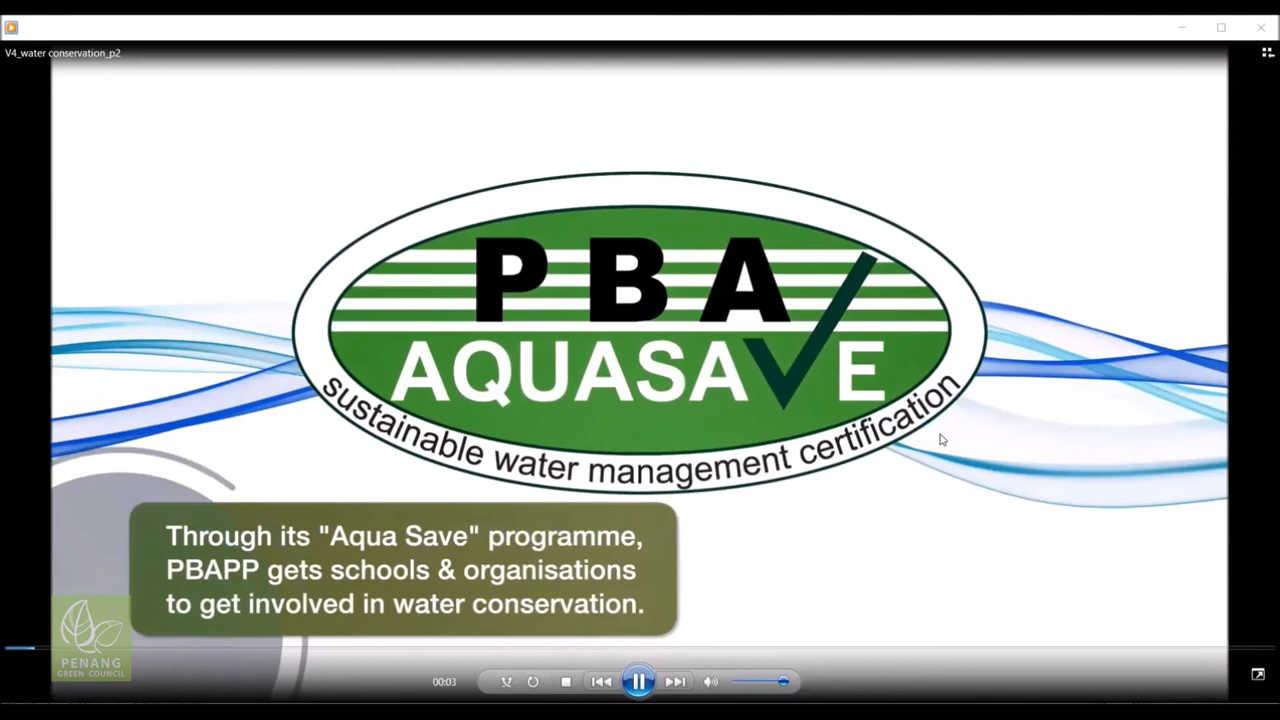 V4_water conservation_p2
PBA
AQUASAVE
sustainable water management certification
Through its "Aqua Save" programme,
PBAPP gets schools & organisations
to get involved in water conservation.
PENANG
GREEN COUNCIL
00:03